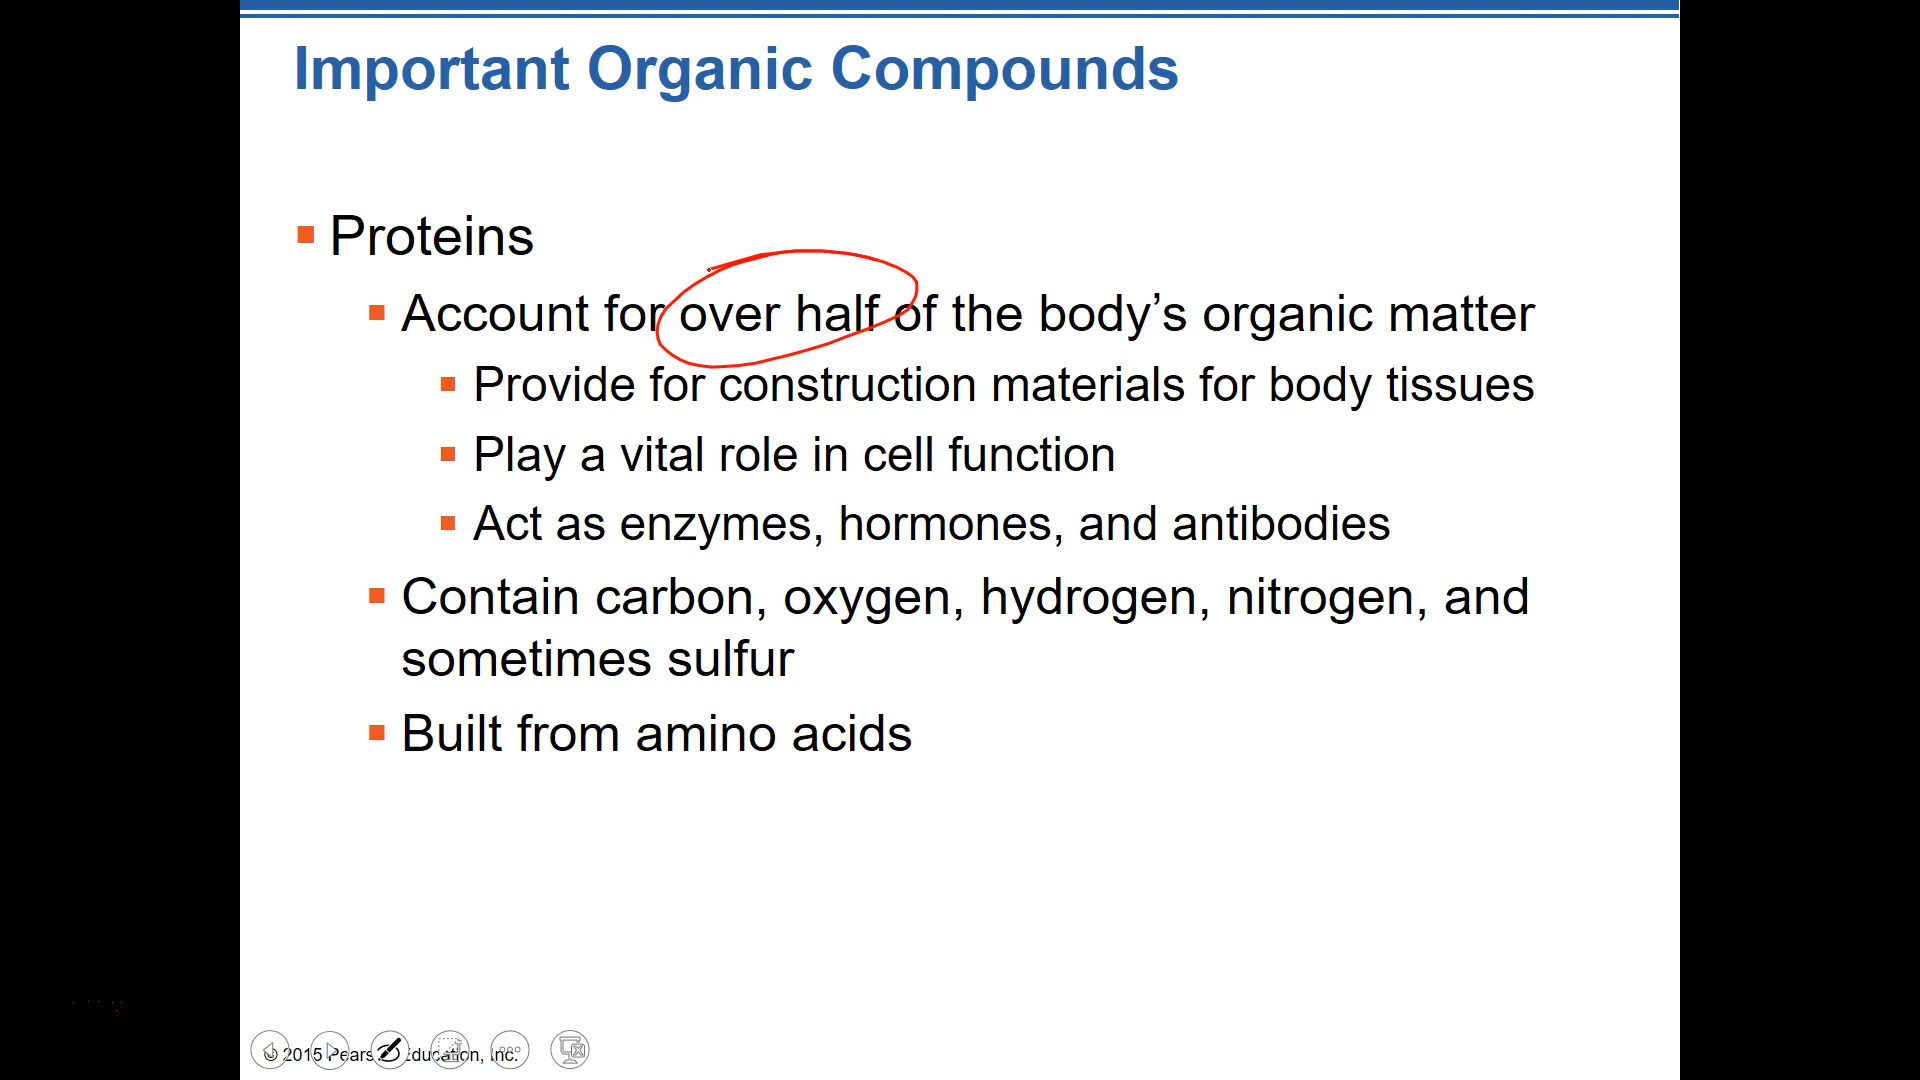 Important Organic Compounds
Proteins
Account for over half of the body’s organic matter
Provide for construction materials for body tissues
Play a vital role in cell function
Act as enzymes, hormones, and antibodies
Contain carbon, oxygen, hydrogen, nitrogen, and
sometimes sulfur
Built from amino acids
© 2015 Pearson Education, Inc.